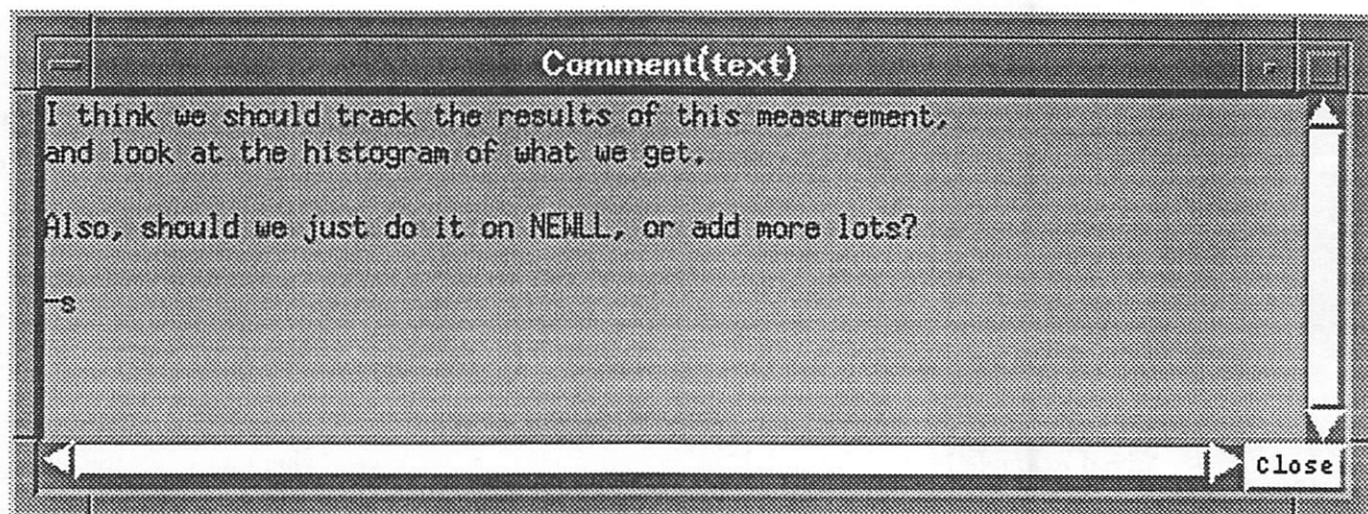 Comment(text)
I think we should track the results of this measurement,
and look at the histogram of what we get.
Also, should we just do it on NEWLL, or add more lots?
-s
Close